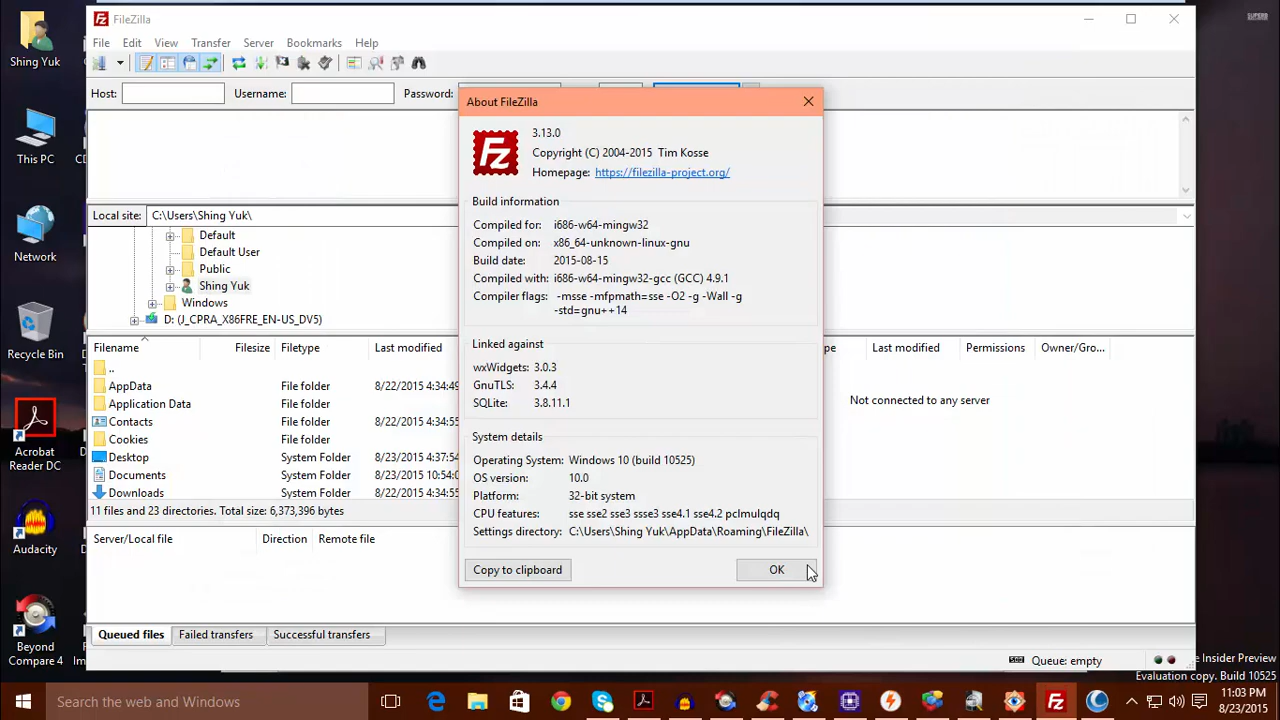 FileZilla
File Edit View Transfer Server Bookmarks Help
Host: Username: Password:
About FileZilla
Fz
3.13.0
Copyright (C) 2004-2015 Tim Kosse
Homepage: https://filezilla-project.org/
Build information
Compiled for: i686-w64-mingw32
Compiled on: x86_64-unknown-linux-gnu
Build date: 2015-08-15
Compiled with: i686-w64-mingw32-gcc (GCC) 4.9.1
Compiler flags: -msse -mfpmath=sse -O2 -g -Wall -g
-std=gnu++14
Linked against
wxWidgets: 3.0.3
GnuTLS: 3.4.4
SQLite: 3.8.11.1
System details
Operating System: Windows 10 (build 10525)
OS version: 10.0
Platform: 32-bit system
CPU features: sse sse2 sse3 ssse3 sse4.1 sse4.2 pclmulqdq
Settings directory: C:\Users\Shing Yuk\AppData\Roaming\FileZilla\
Copy to clipboard OK
Local site: C:\Users\Shing Yuk\
Default
Default User
Public
Shing Yuk
Windows
D: (J_CPRA_X86FRE_EN-US_DV5)
Filename Filesize Filetype Last modified
..
AppData File folder 8/22/2015 4:34:49
Application Data File folder
Contacts File folder 8/22/2015 4:34:55
Cookies File folder
Desktop System Folder 8/23/2015 4:37:54
Documents System Folder 8/23/2015 10:54:0
Downloads System Folder 8/22/2015 4:34:55
11 files and 23 directories. Total size: 6,373,396 bytes
Last modified Permissions Owner/Gro...
Not connected to any server
Server/Local file Direction Remote file
Queued files Failed transfers Successful transfers
Queue: empty
Shing Yuk
This PC
Network
Recycle Bin
Acrobat
Reader DC
Audacity
Beyond
Compare 4
Insider Preview
Evaluation copy. Build 10525
Search the web and Windows
11:03 PM
8/23/2015